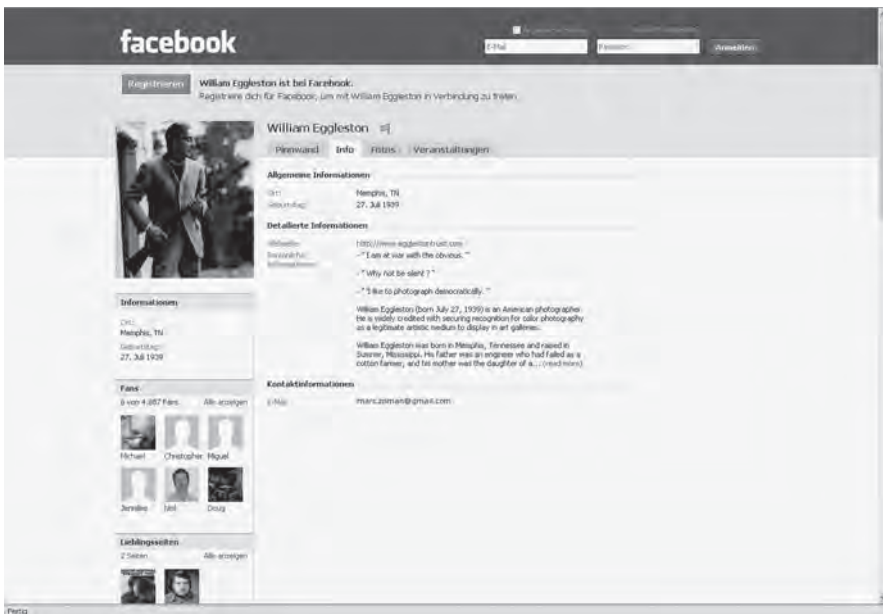 facebook
E-Mail
Anmelden
Registrieren
William Eggleston ist bei Facebook.
Registriere dich für Facebook, um mit William Eggleston in Verbindung zu treten.
William Eggleston
Pinnwand Info Fotos Veranstaltungen
Allgemeine Informationen
Ort: Memphis, TN
Geburtstag: 27. Juli 1939
Detaillierte Informationen
Webseite: http://www.egglestontrust.com
Persönliche Informationen: - "I am at war with the obvious."
- "Why not be silent ?"
- "I like to photograph democratically."
William Eggleston (born July 27, 1939) is an American photographer.
He is widely credited with securing recognition for color photography
as a legitimate artistic medium to display in art galleries.
William Eggleston was born in Memphis, Tennessee and raised in
Sumner, Mississippi. His father was an engineer who had failed as a
cotton farmer, and his mother was the daughter of a... (read more)
Kontaktinformationen
E-Mail:
Informationen
Ort:
Memphis, TN
Geburtstag:
27. Juli 1939
Fans
6 von 4.867 Fans Alle anzeigen
Michael Christopher Miguel
Jennifer Neil Doug
Lieblingsseiten
2 Seiten Alle anzeigen
Fertig